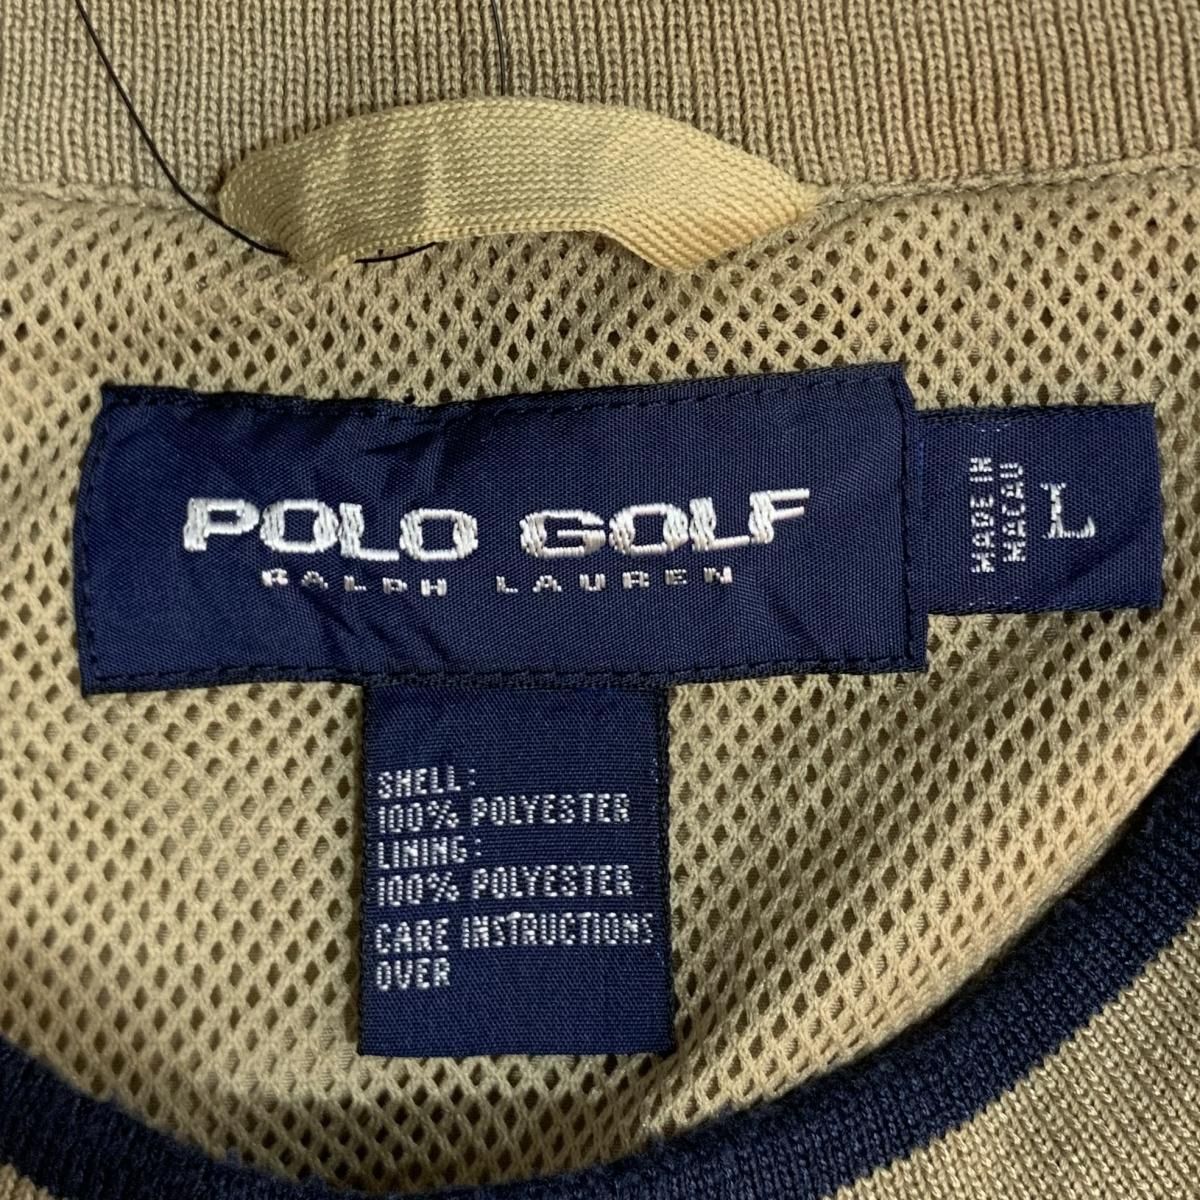 POLO GOLF
RALPH LAUREN
MADE IN
MACAU
L
SHELL:
100% POLYESTER
LINING:
100% POLYESTER
CARE INSTRUCTIONS
OVER